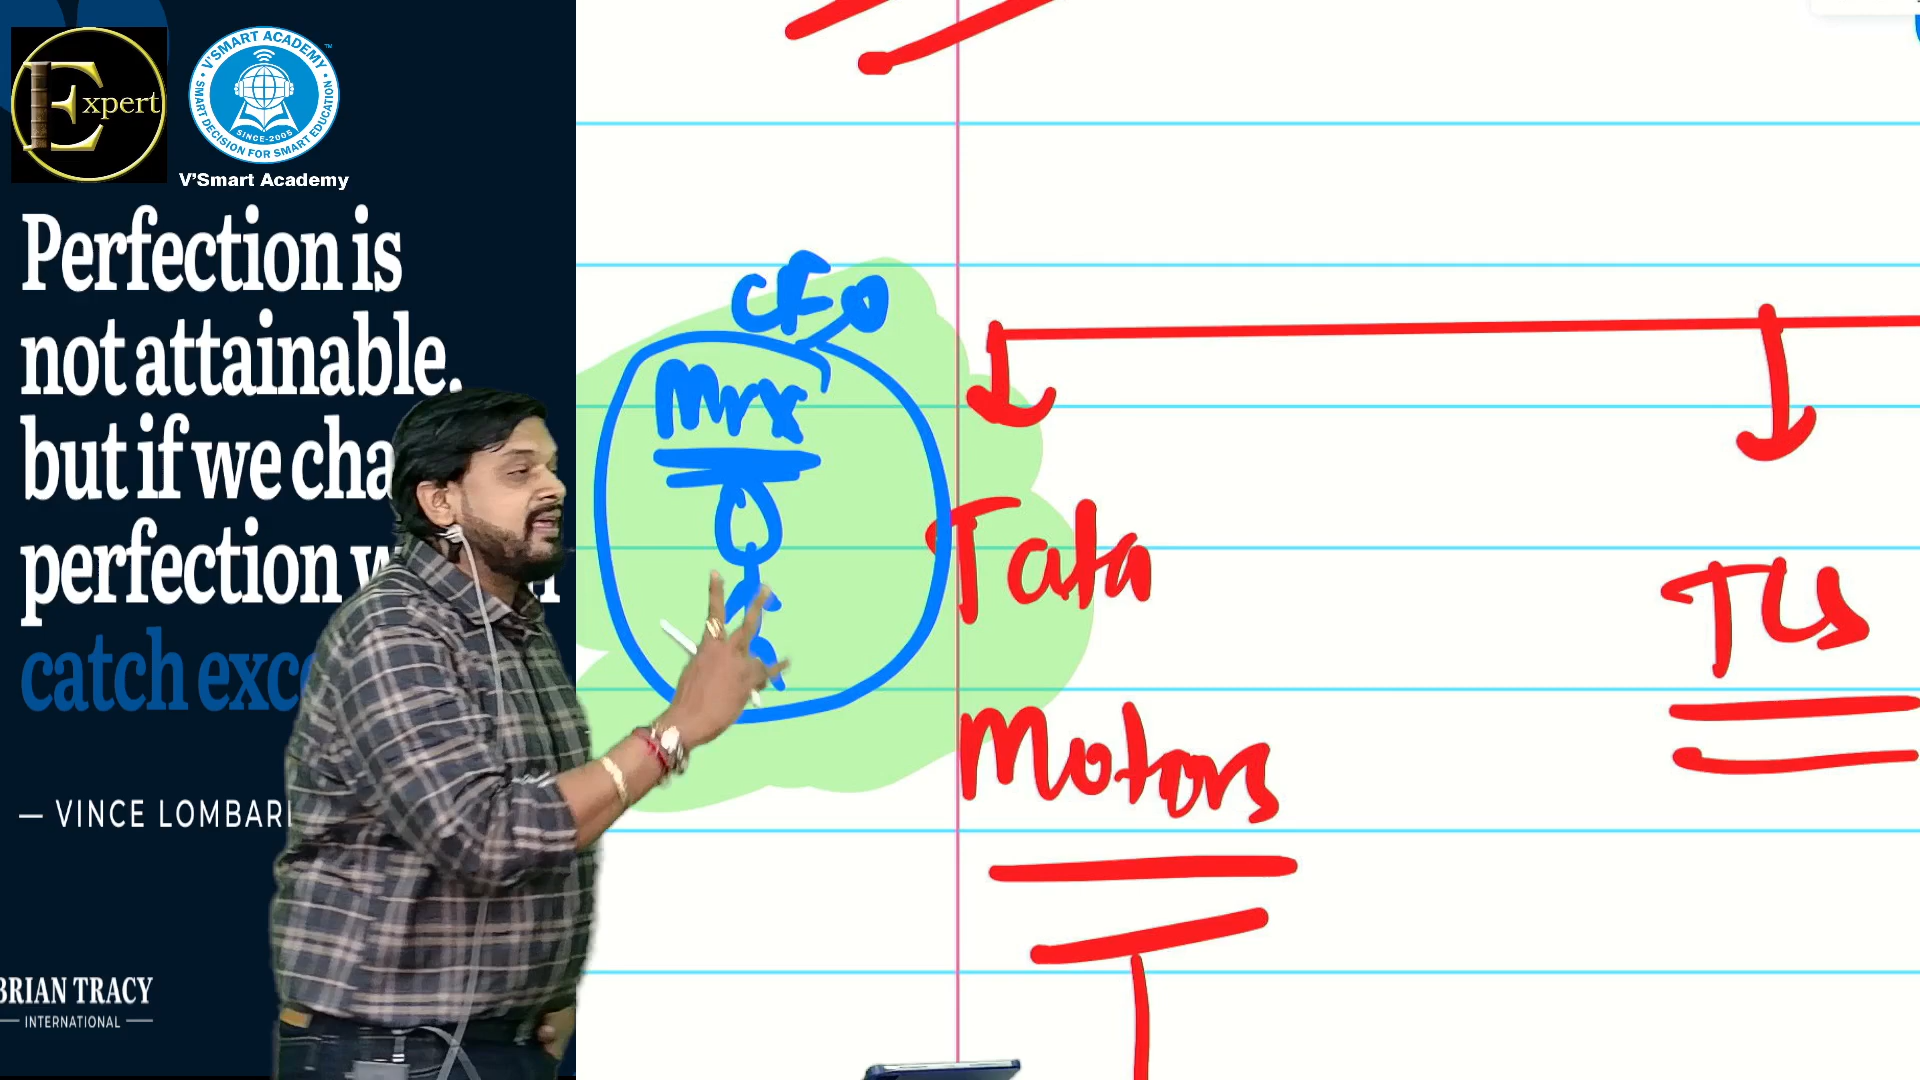 Expert
V'SMART ACADEMY
TM
SMART DECISION FOR SMART EDUCATION
SINCE-2005
V'Smart Academy
Perfection is
not attainable.
but if we cha
perfection w
catch exc
— VINCE LOMBAR
BRIAN TRACY
INTERNATIONAL
CFO
Mrx
Tata
Motors
TCS